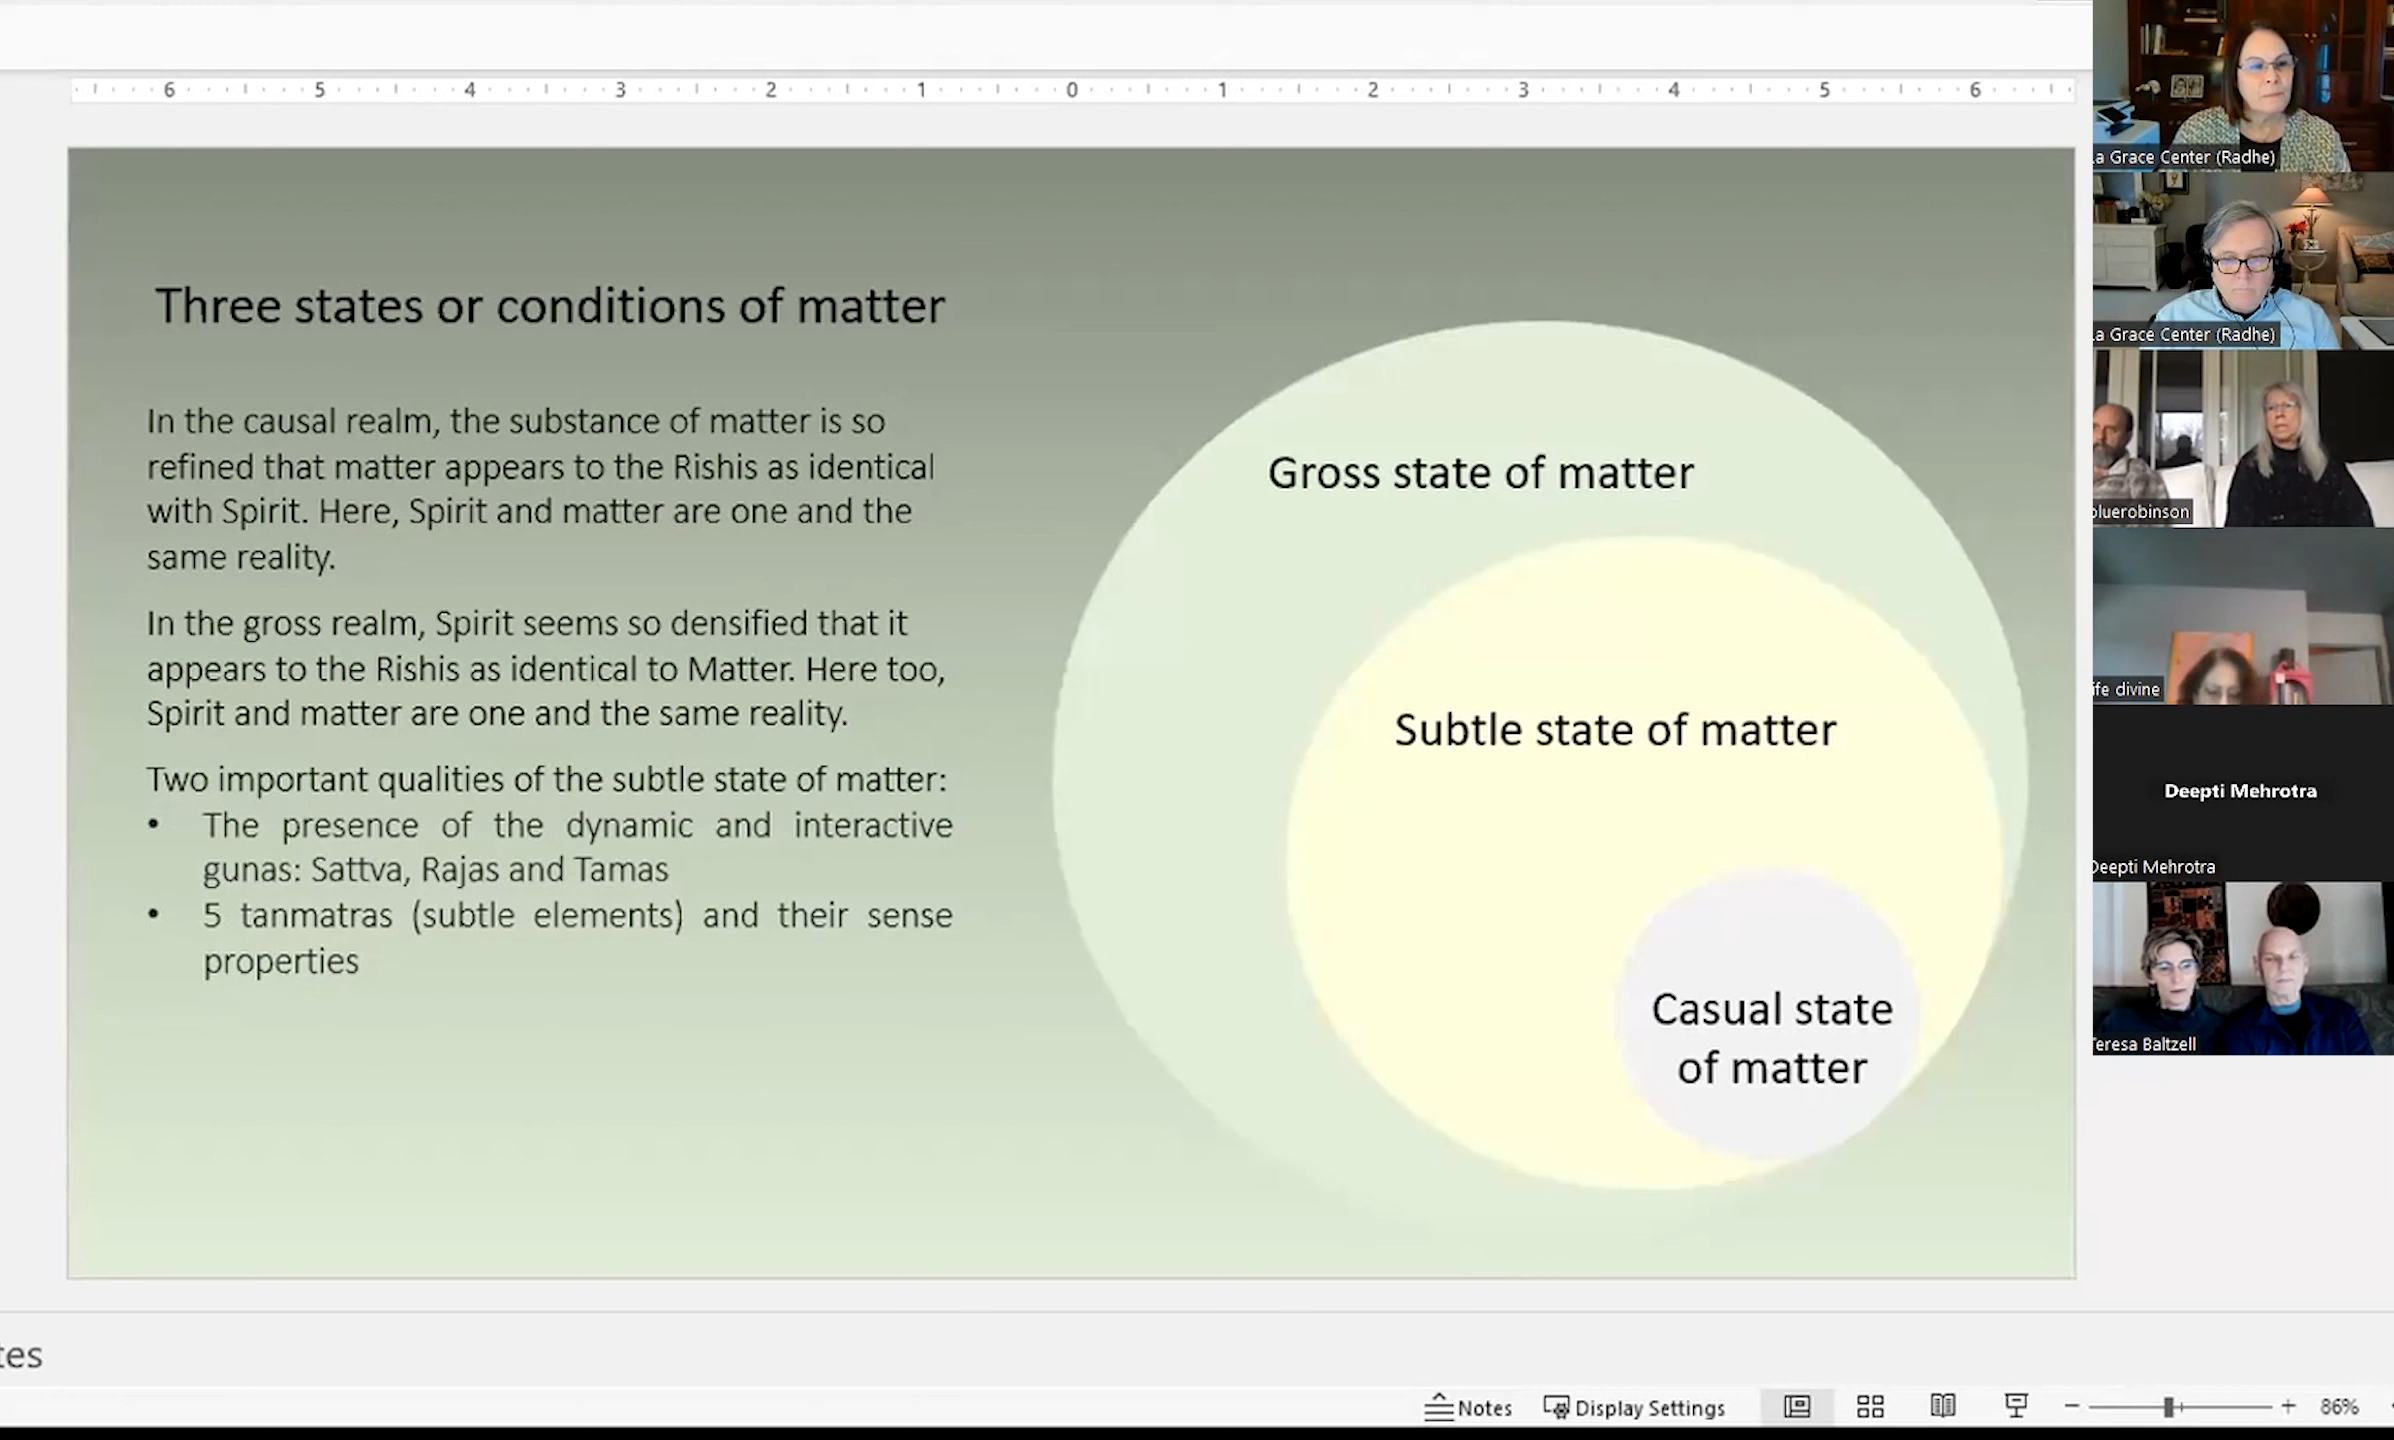 6 5 4 3 2 1 0 1 2 3 4 5 6
Three states or conditions of matter
In the causal realm, the substance of matter is so
refined that matter appears to the Rishis as identical
with Spirit. Here, Spirit and matter are one and the
same reality.
In the gross realm, Spirit seems so densified that it
appears to the Rishis as identical to Matter. Here too,
Spirit and matter are one and the same reality.
Two important qualities of the subtle state of matter:
• The presence of the dynamic and interactive
gunas: Sattva, Rajas and Tamas
• 5 tanmatras (subtle elements) and their sense
properties
Gross state of matter
Subtle state of matter
Casual state
of matter
a Grace Center (Radhe)
a Grace Center (Radhe)
bluerobinson
ife divine
Deepti Mehrotra
Deepti Mehrotra
Teresa Baltzell
tes
Notes Display Settings 86%